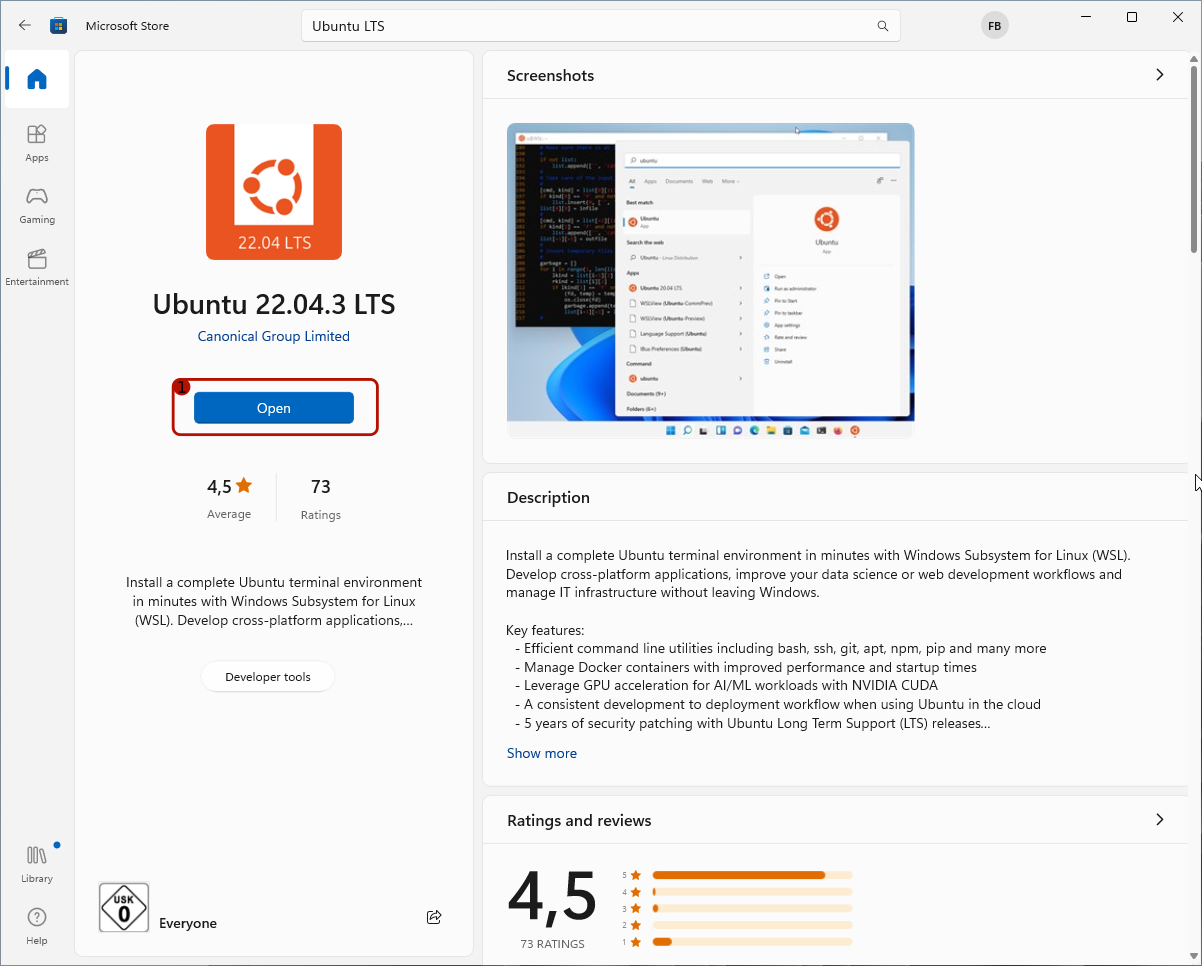 Microsoft Store
Ubuntu LTS
FB
Apps
Gaming
Entertainment
Library
Help
22.04 LTS
Ubuntu 22.04.3 LTS
Canonical Group Limited
1
Open
4,5
Average
73
Ratings
Install a complete Ubuntu terminal environment
in minutes with Windows Subsystem for Linux
(WSL). Develop cross-platform applications,...
Developer tools
USK
0
Everyone
Screenshots
ubuntu
All Apps Documents Web More
Best match
Ubuntu
App
Search the web
Ubuntu - Linux Distribution
Apps
Ubuntu 20.04 LTS
WSLView (Ubuntu-CommPrev)
WSLView (Ubuntu-Preview)
Language Support (Ubuntu)
IBus Preferences (Ubuntu)
Command
ubuntu
Documents (9+)
Folders (6+)
Ubuntu
App
Open
Run as administrator
Pin to Start
Pin to taskbar
App settings
Rate and review
Share
Uninstall
Description
Install a complete Ubuntu terminal environment in minutes with Windows Subsystem for Linux (WSL).
Develop cross-platform applications, improve your data science or web development workflows and
manage IT infrastructure without leaving Windows.
Key features:
- Efficient command line utilities including bash, ssh, git, apt, npm, pip and many more
- Manage Docker containers with improved performance and startup times
- Leverage GPU acceleration for AI/ML workloads with NVIDIA CUDA
- A consistent development to deployment workflow when using Ubuntu in the cloud
- 5 years of security patching with Ubuntu Long Term Support (LTS) releases...
Show more
Ratings and reviews
4,5
73 RATINGS
5
4
3
2
1